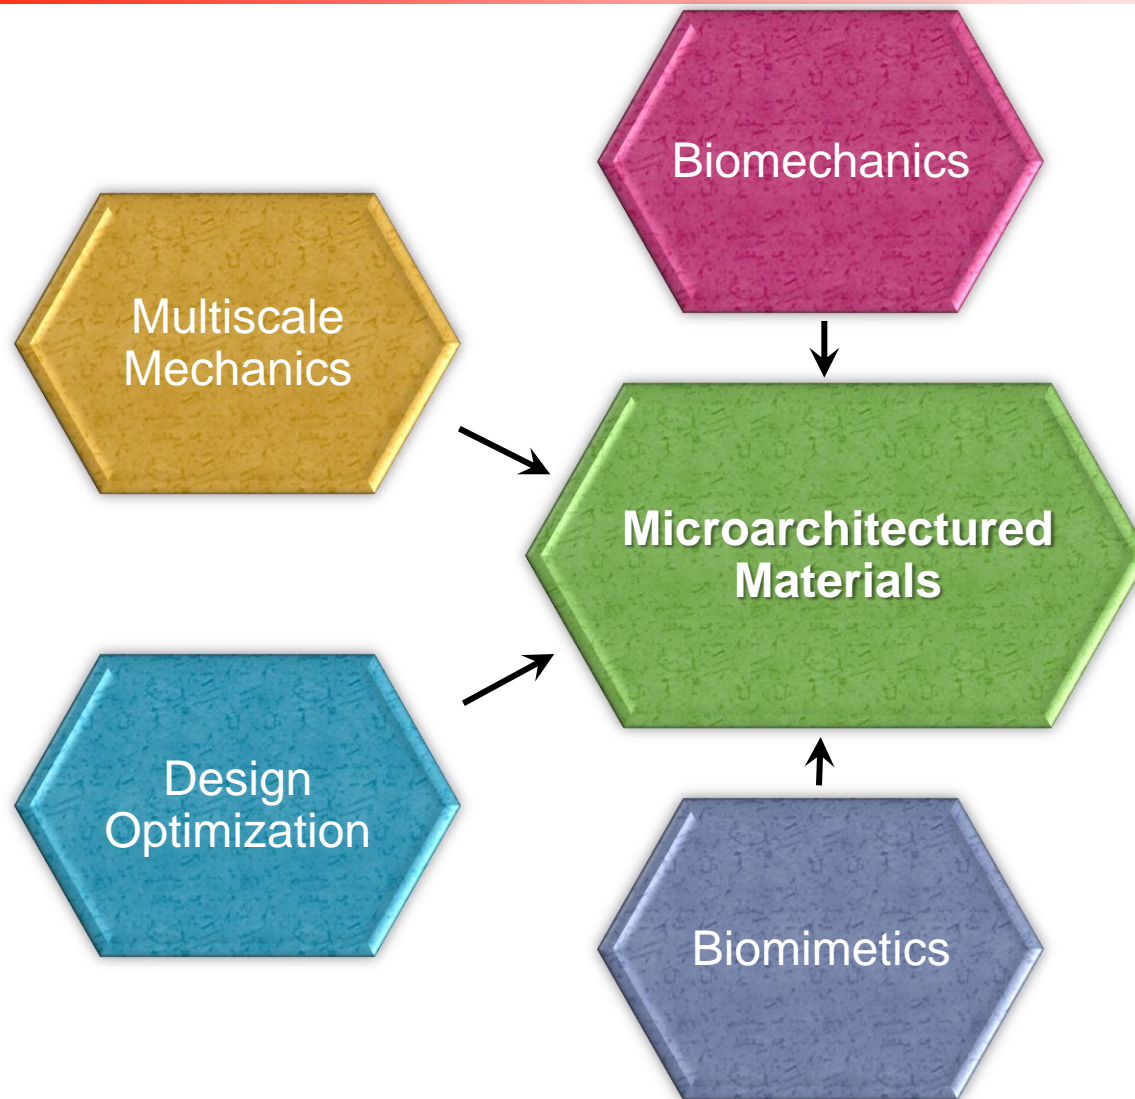 Biomechanics
Multiscale
Mechanics
Microarchitectured
Materials
Design
Optimization
Biomimetics